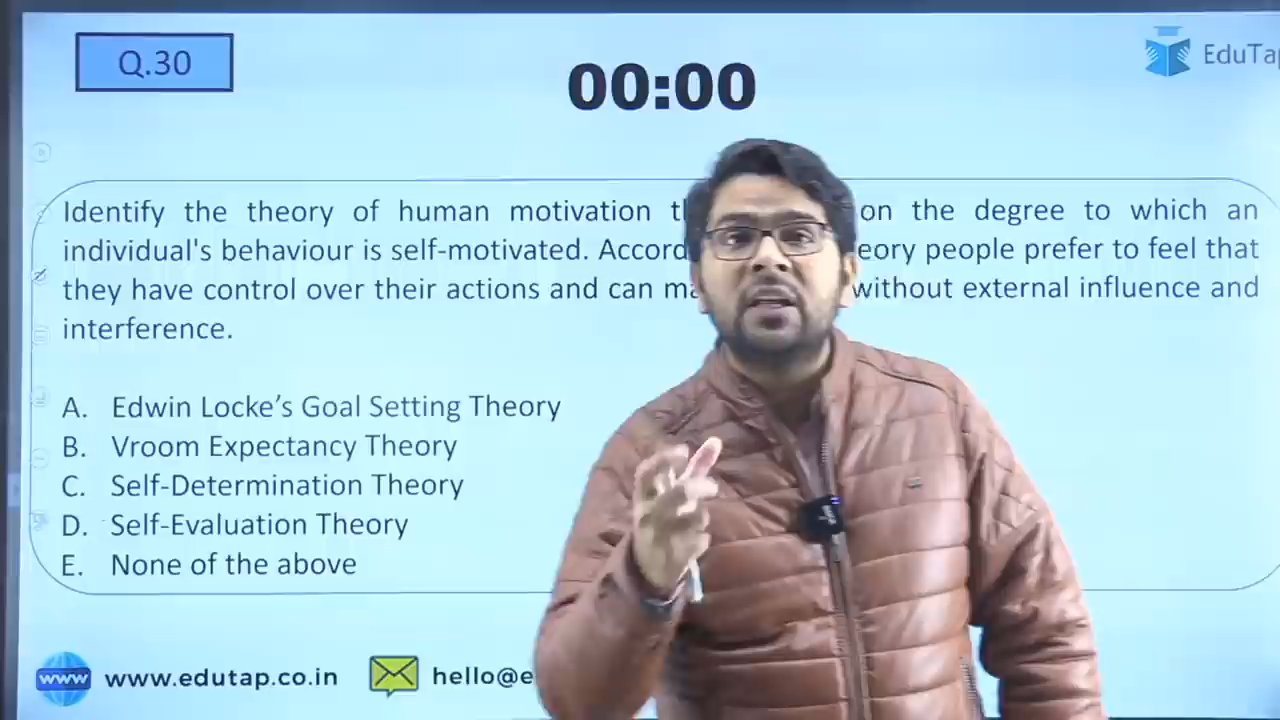 Q.30
00:00
EduTap
Identify the theory of human motivation on the degree to which an
individual's behaviour is self-motivated. people prefer to feel that
they have control over their actions and can without external influence and
interference.
A. Edwin Locke’s Goal Setting Theory
B. Vroom Expectancy Theory
C. Self-Determination Theory
D. Self-Evaluation Theory
E. None of the above
www
www.edutap.co.in